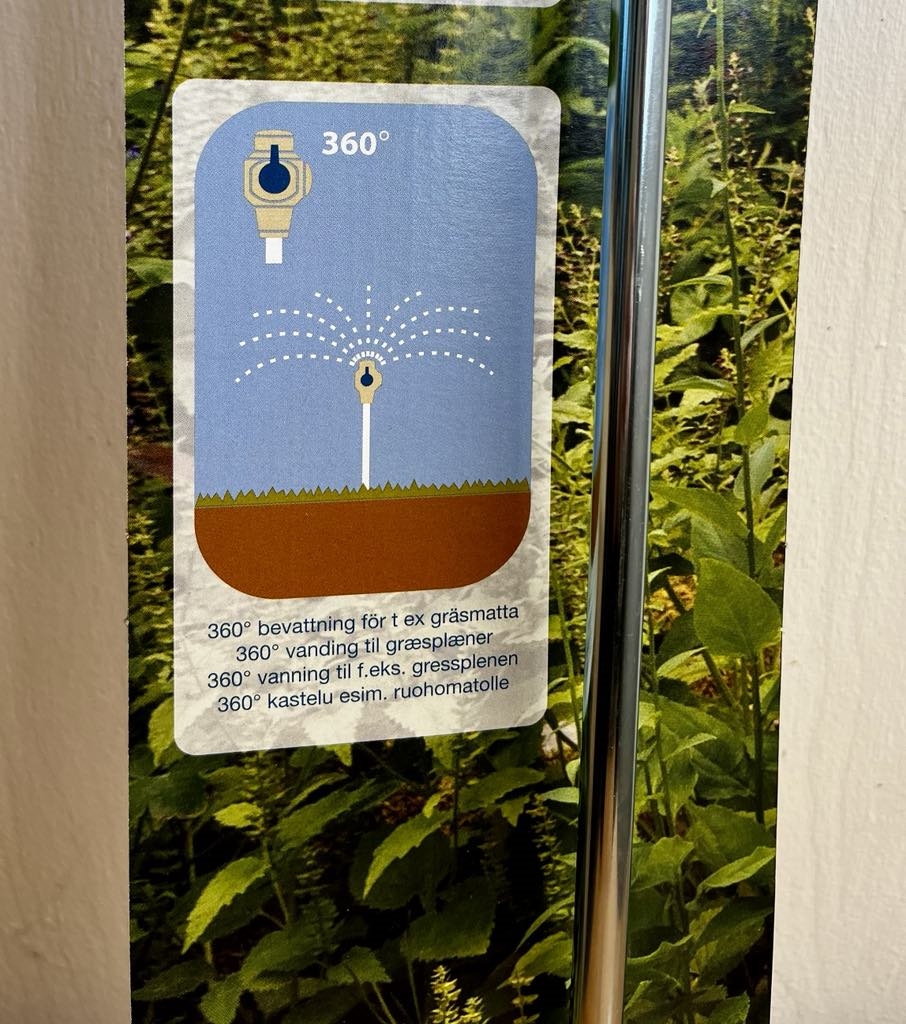 360°
360° bevattning för t ex gräsmatta
360° vanding til græsplæner
360° vanning til f.eks. gressplenen
360° kastelu esim. ruohomatolle